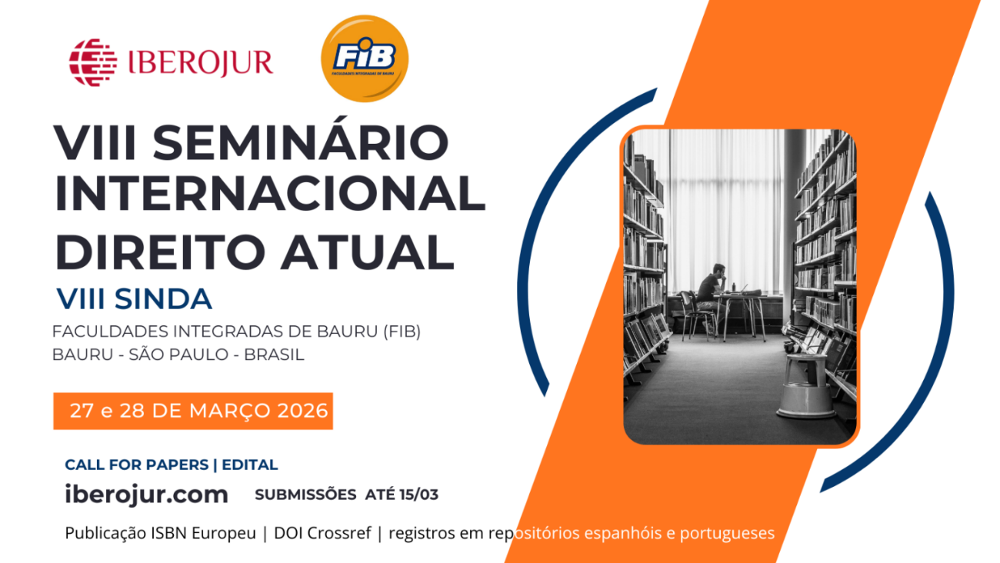 IBEROJUR
FiB
FACULDADES INTEGRADAS DE BAURU
VIII SEMINÁRIO
INTERNACIONAL
DIREITO ATUAL
VIII SINDA
FACULDADES INTEGRADAS DE BAURU (FIB)
BAURU - SÃO PAULO - BRASIL
27 e 28 DE MARÇO 2026
CALL FOR PAPERS | EDITAL
iberojur.com SUBMISSÕES ATÉ 15/03
Publicação ISBN Europeu | DOI Crossref | registros em repositórios espanhóis e portugueses